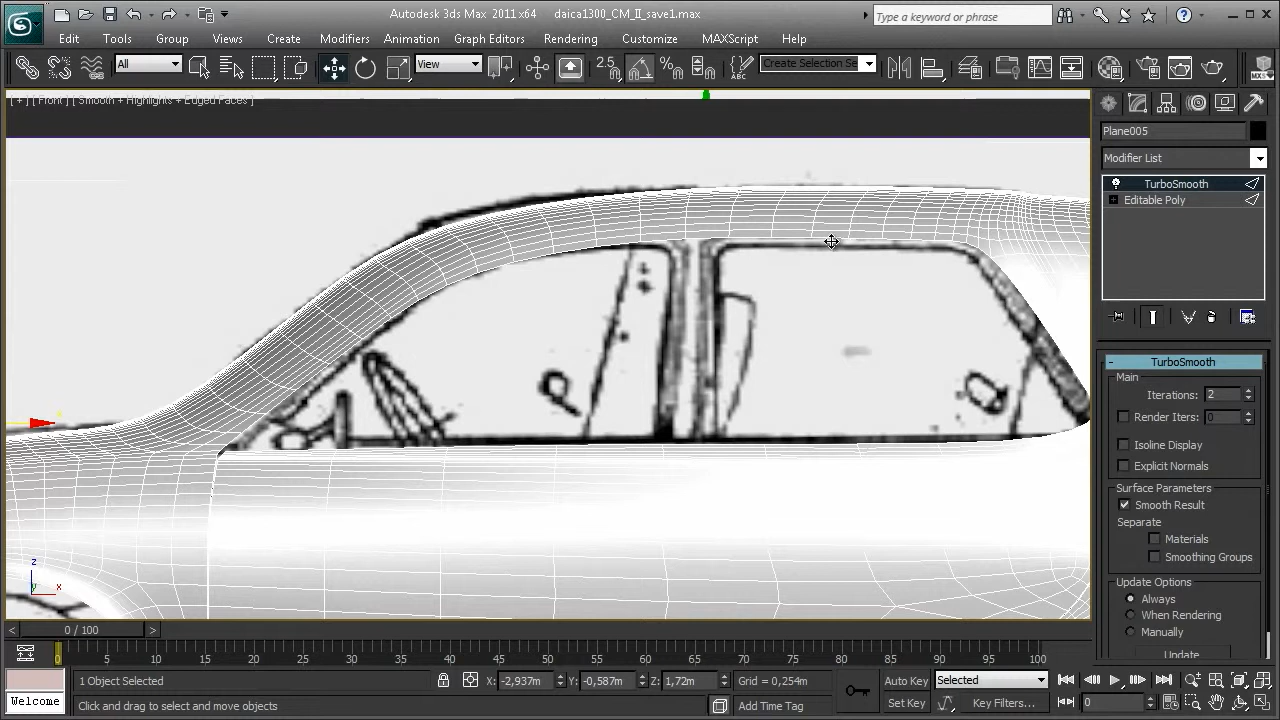 Autodesk 3ds Max 2011 x64 daica1300_CM_II_save1.max
Type a keyword or phrase
Edit Tools Group Views Create Modifiers Animation Graph Editors Rendering Customize MAXScript Help
All View 2.5 Create Selection Se
[ + ] [ Front ] [ Smooth + Highlights + Edged Faces ]
Plane005
Modifier List
TurboSmooth
Editable Poly
TurboSmooth
Main
Iterations: 2
Render Iters: 0
Isoline Display
Explicit Normals
Surface Parameters
Smooth Result
Separate
Materials
Smoothing Groups
Update Options
Always
When Rendering
Manually
Update
z
x
y
< 0 / 100 >
0 5 10 15 20 25 30 35 40 45 50 55 60 65 70 75 80 85 90 95 100
1 Object Selected X: -2,937m Y: -0,587m Z: 1,72m Grid = 0,254m Auto Key Selected
Welcome Click and drag to select and move objects Add Time Tag Set Key Key Filters... 0